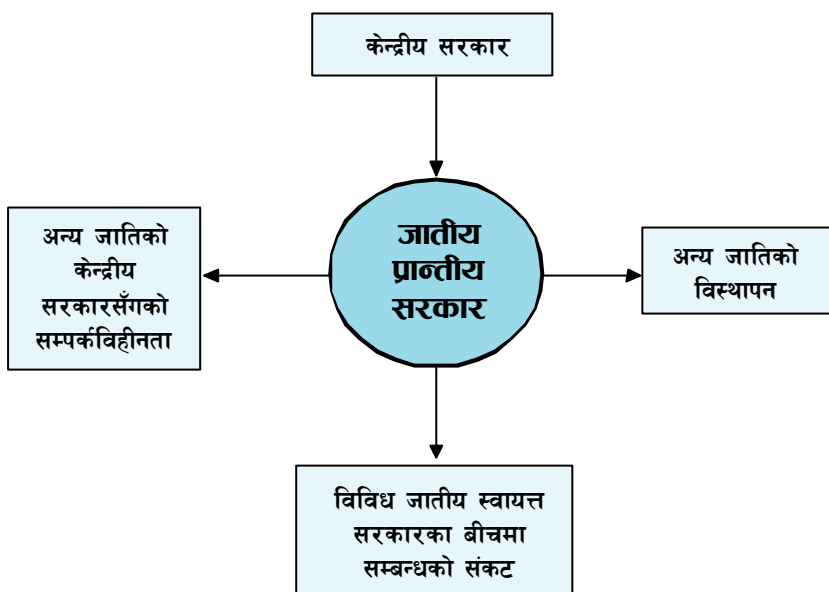 केन्द्रीय सरकार
जातीय
प्रान्तीय
सरकार
अन्य जातिको
केन्द्रीय
सरकारसँगको
सम्पर्कविहीनता
अन्य जातिको
विस्थापन
विविध जातीय स्वायत्त
सरकारका बीचमा
सम्बन्धको संकट